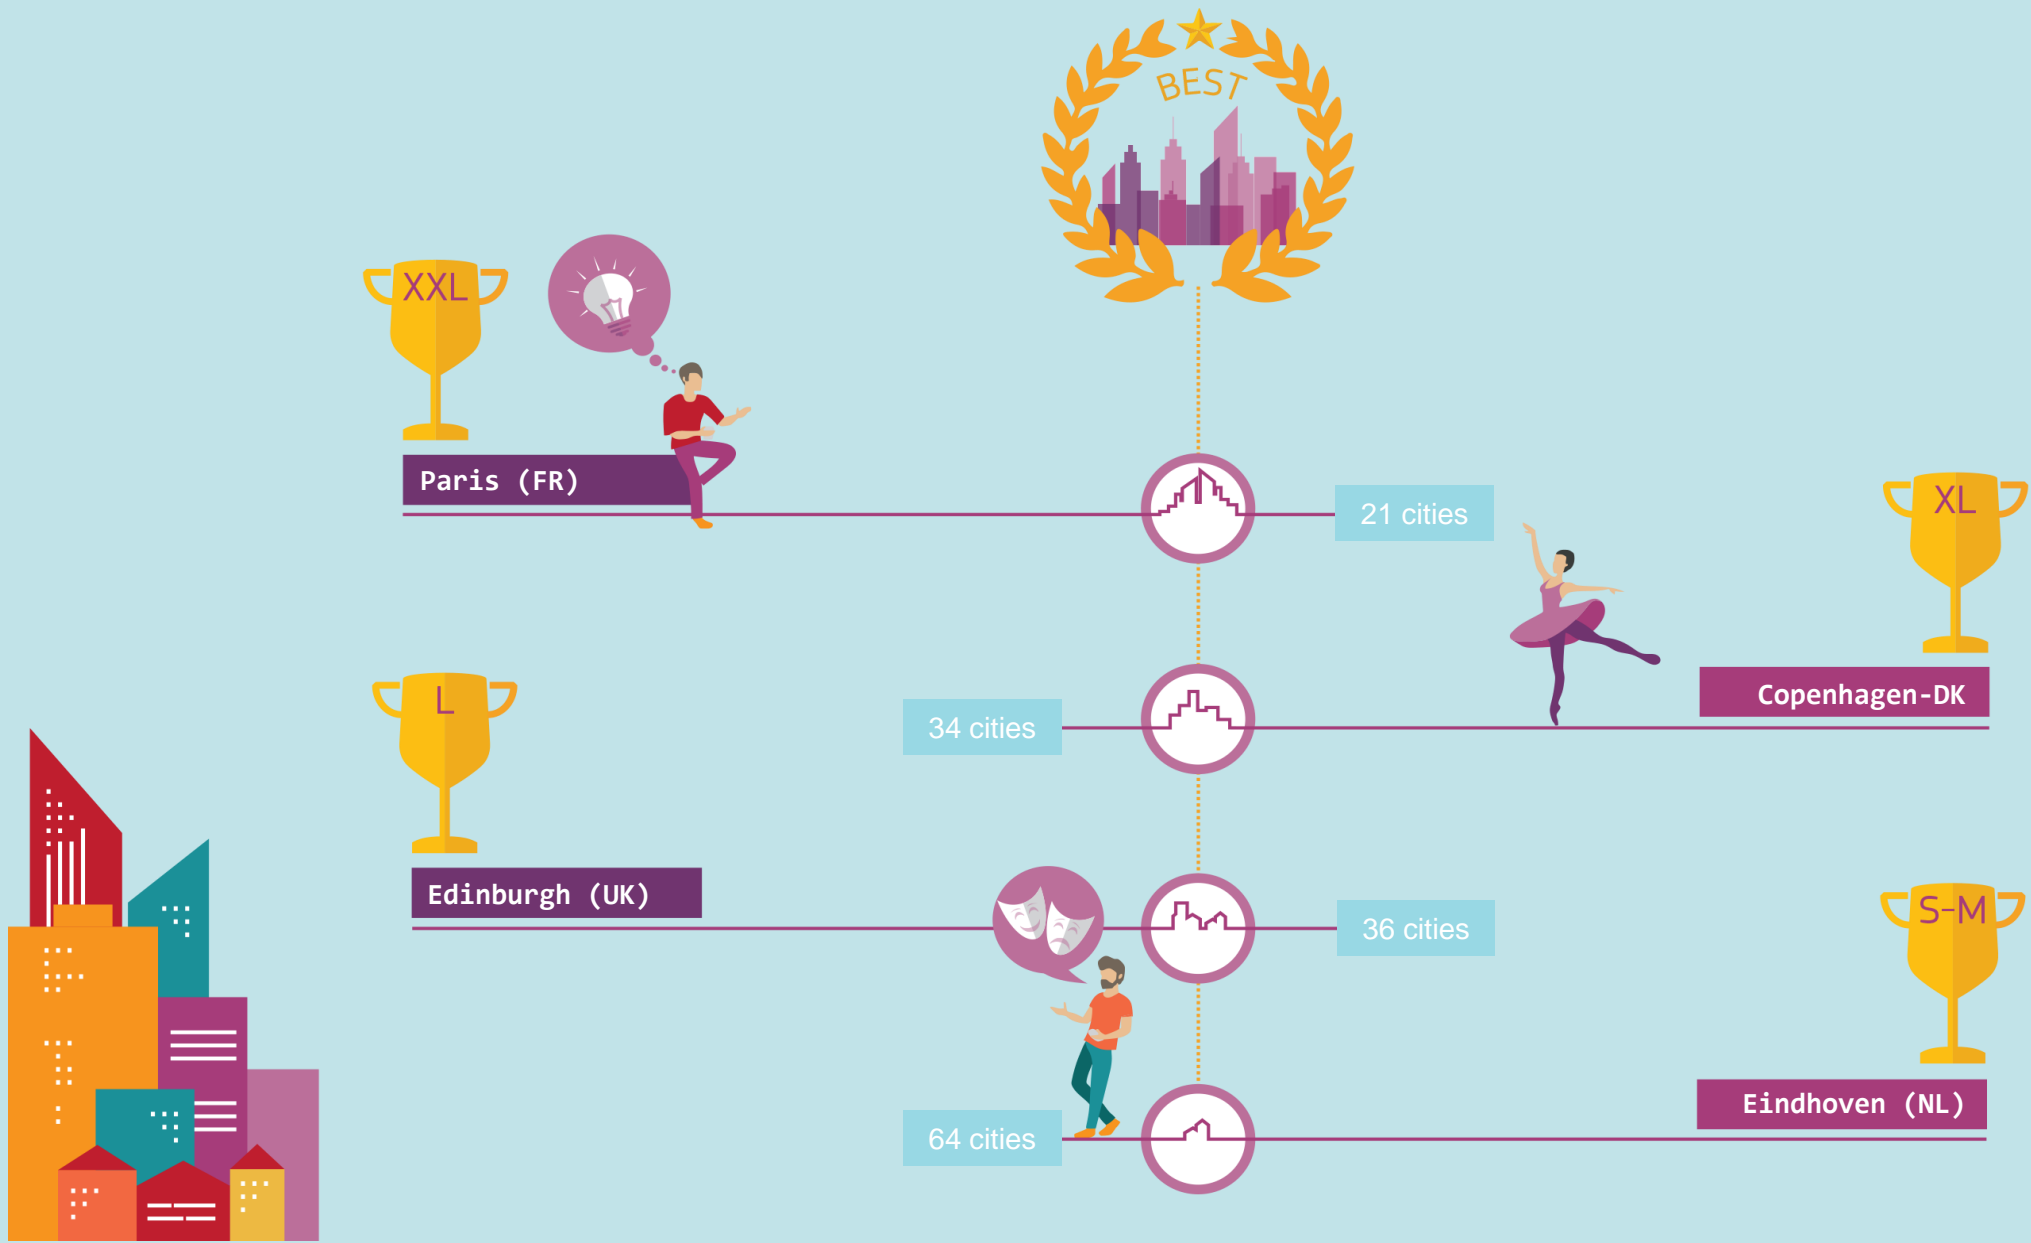 BEST
XXL
Paris (FR)
21 cities
XL
Copenhagen-DK
34 cities
L
Edinburgh (UK)
36 cities
S-M
Eindhoven (NL)
64 cities